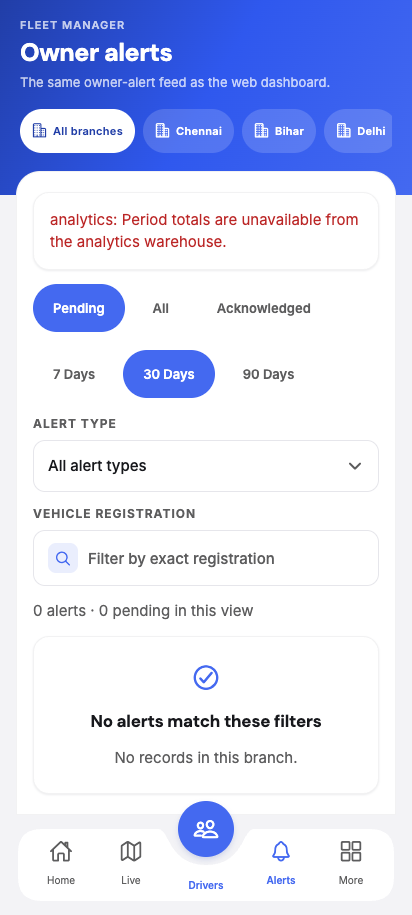 FLEET MANAGER
Owner alerts
The same owner-alert feed as the web dashboard.
All branches
Chennai
Bihar
Delhi
analytics: Period totals are unavailable from
the analytics warehouse.
Pending
All
Acknowledged
7 Days
30 Days
90 Days
ALERT TYPE
All alert types
VEHICLE REGISTRATION
Filter by exact registration
0 alerts · 0 pending in this view
No alerts match these filters
No records in this branch.
Home
Live
Drivers
Alerts
More